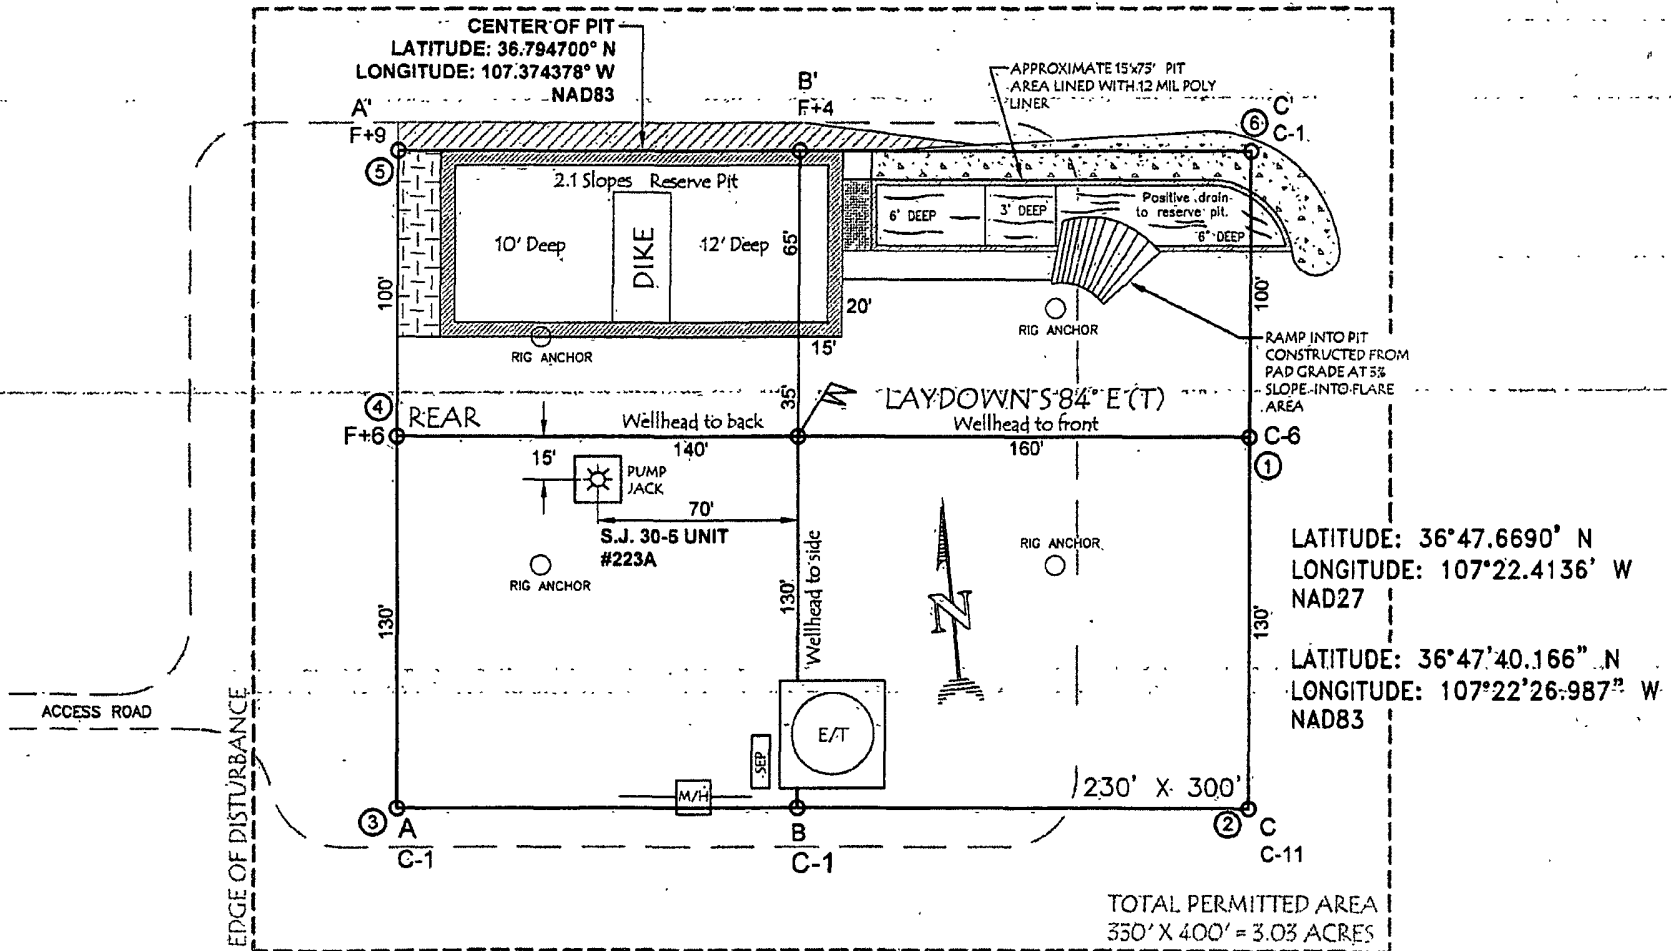 CENTER OF PIT
LATITUDE: 36.794700° N
LONGITUDE: 107.374378° W
NAD83
A'
F+9
B'
F+4
APPROXIMATE 15'x75' PIT
AREA LINED WITH 12 MIL POLY
LINER
C'
6
C-1
5
2:1 Slopes Reserve Pit
10' Deep
DIKE
12' Deep
65'
6' DEEP
3' DEEP
Positive drain
to reserve pit.
6" DEEP
100'
20'
15'
100'
RIG ANCHOR
RIG ANCHOR
RAMP INTO PIT
CONSTRUCTED FROM
PAD GRADE AT 5%
SLOPE INTO FLARE
AREA
35'
LAYDOWN S 84° E (T)
4
REAR
Wellhead to back
Wellhead to front
F+6
140'
160'
C-6
1
15'
PUMP
JACK
70'
S.J. 30-6 UNIT
#223A
RIG ANCHOR
RIG ANCHOR
N
LATITUDE: 36°47.6690' N
LONGITUDE: 107°22.4136' W
NAD27
130'
130'
Wellhead to side
130'
LATITUDE: 36°47'40.166" N
LONGITUDE: 107°22'26.987" W
NAD83
ACCESS ROAD
EDGE OF DISTURBANCE
E/T
SEP
M/H
230' X 300'
3
A
C-1
B
C-1
2
C
C-11
TOTAL PERMITTED AREA
330' X 400' = 3.03 ACRES